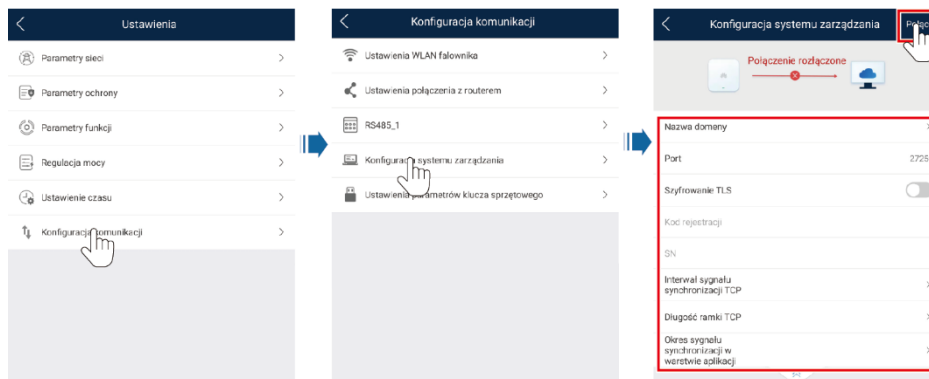 Ustawienia
Parametry sieci
Parametry ochrony
Parametry funkcji
Regulacja mocy
Ustawienie czasu
Konfiguracja komunikacji
Konfiguracja komunikacji
Ustawienia WLAN falownika
Ustawienia połączenia z routerem
RS485_1
Konfiguracja systemu zarządzania
Ustawienia parametrów klucza sprzętowego
Konfiguracja systemu zarządzania
Połączenie rozłączone
Nazwa domeny
Port 2725
Szyfrowanie TLS
Kod rejestracji
SN
Interwał sygnału
synchronizacji TCP
Długość ramki TCP
Okres sygnału
synchronizacji w
warstwie aplikacji